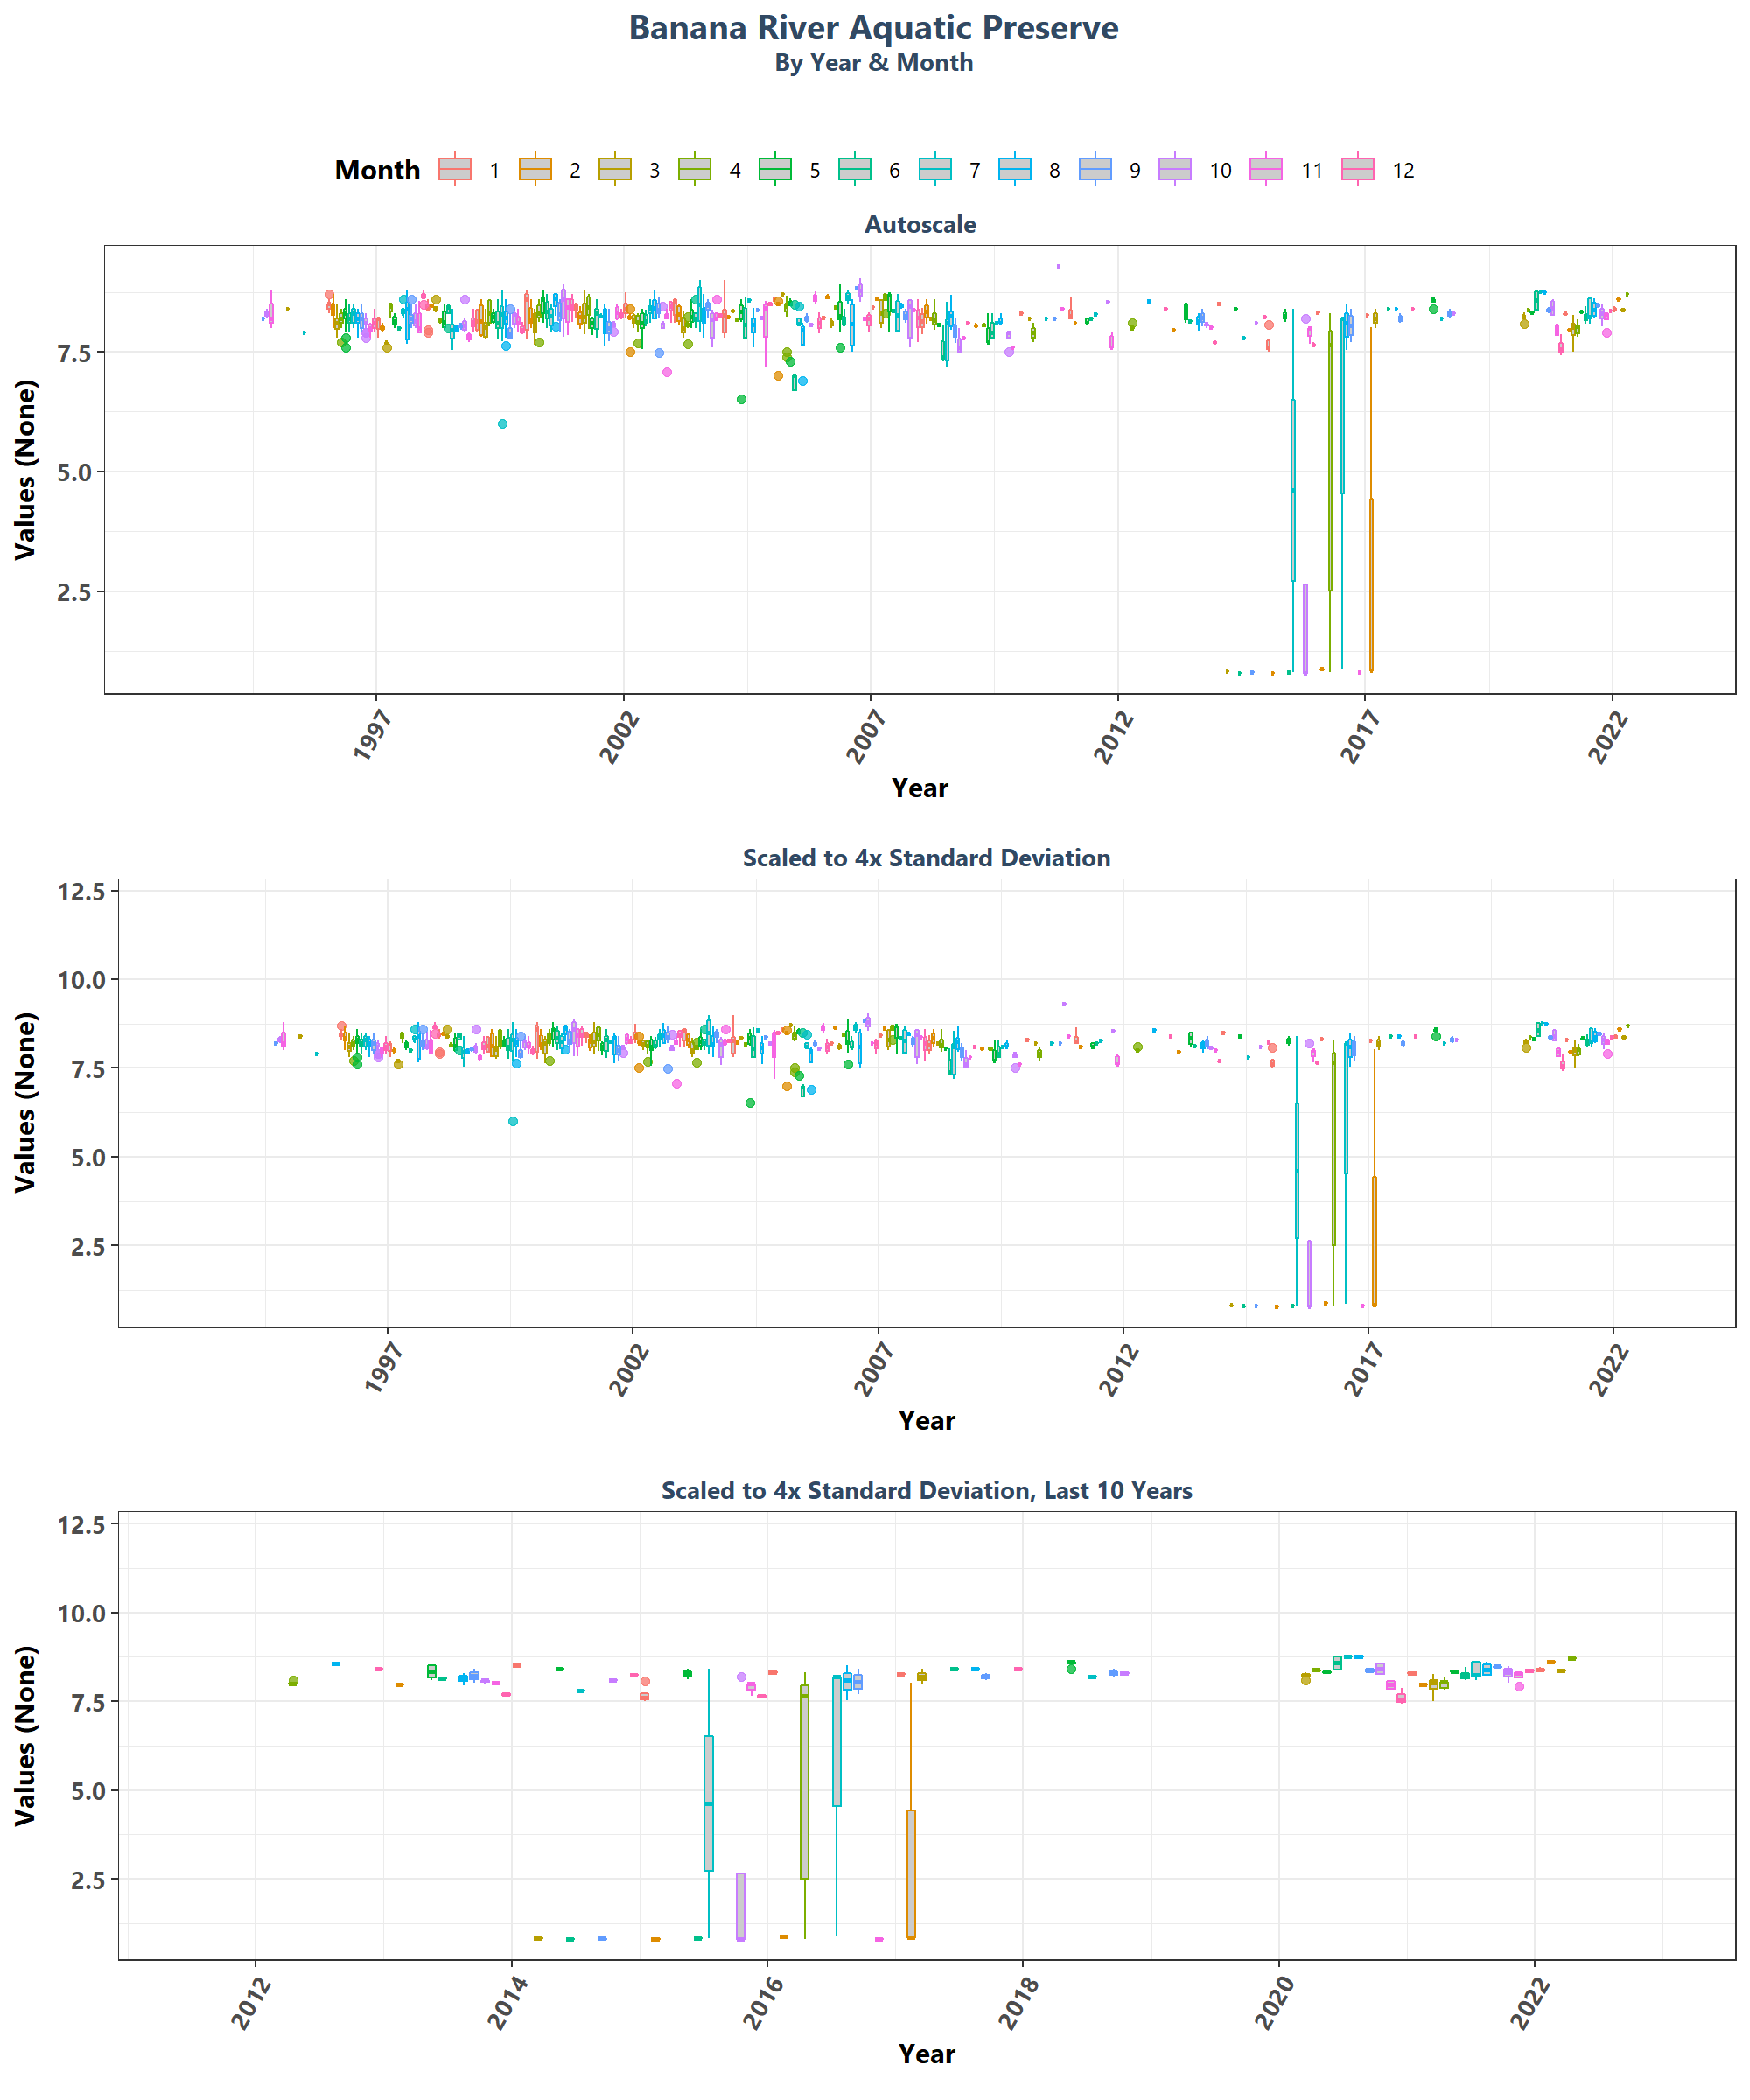 Banana River Aquatic Preserve
By Year & Month
Month 1 2 3 4 5 6 7 8 9 10 11 12
Autoscale
Values (None)
7.5
5.0
2.5
1997 2002 2007 2012 2017 2022
Year
Scaled to 4x Standard Deviation
Values (None)
12.5
10.0
7.5
5.0
2.5
1997 2002 2007 2012 2017 2022
Year
Scaled to 4x Standard Deviation, Last 10 Years
Values (None)
12.5
10.0
7.5
5.0
2.5
2012 2014 2016 2018 2020 2022
Year